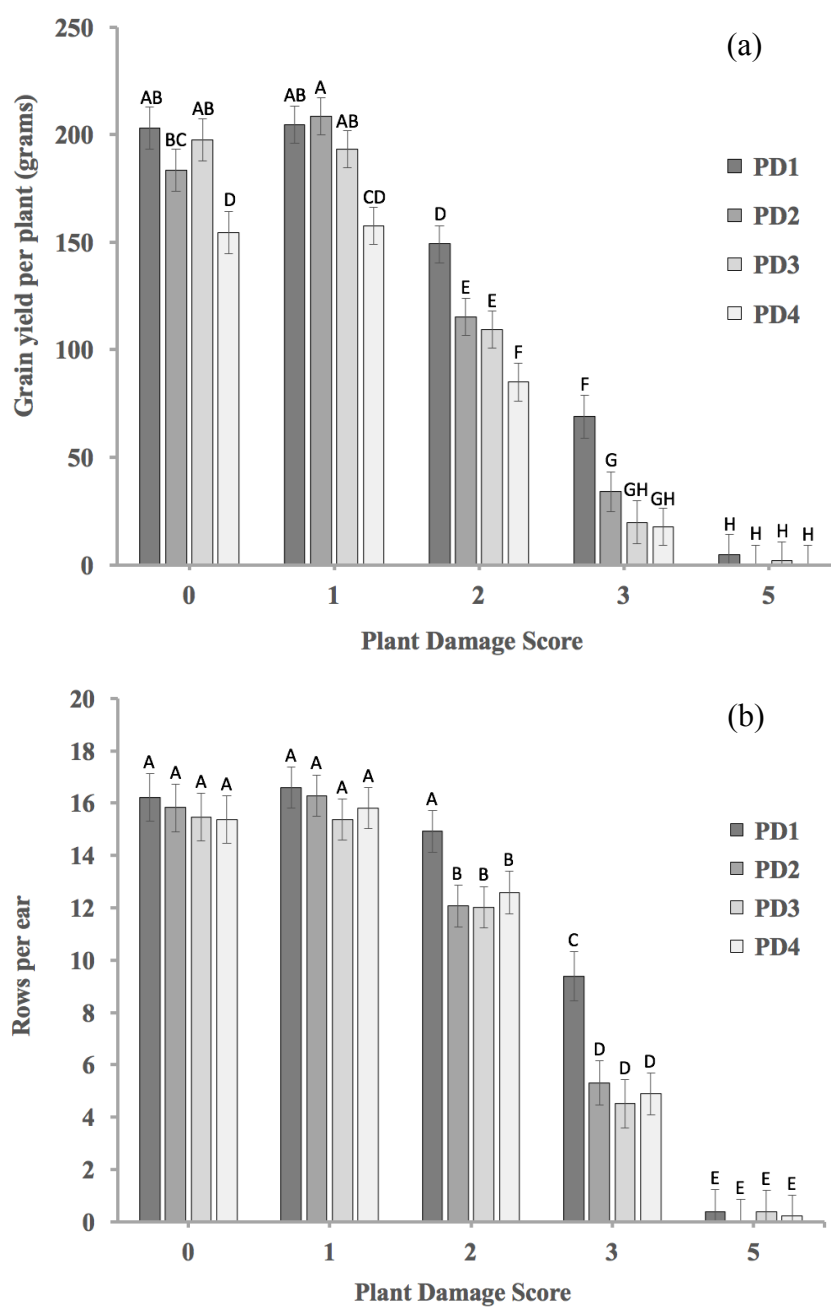 (a)
250
200
150
100
50
0
Grain yield per plant (grams)
AB BC AB D
AB A AB CD
D E E F
F G GH GH
H H H H
PD1
PD2
PD3
PD4
0 1 2 3 5
Plant Damage Score
(b)
20
18
16
14
12
10
8
6
4
2
0
Rows per ear
A A A A
A A A A
A B B B
C D D D
E E E E
PD1
PD2
PD3
PD4
0 1 2 3 5
Plant Damage Score